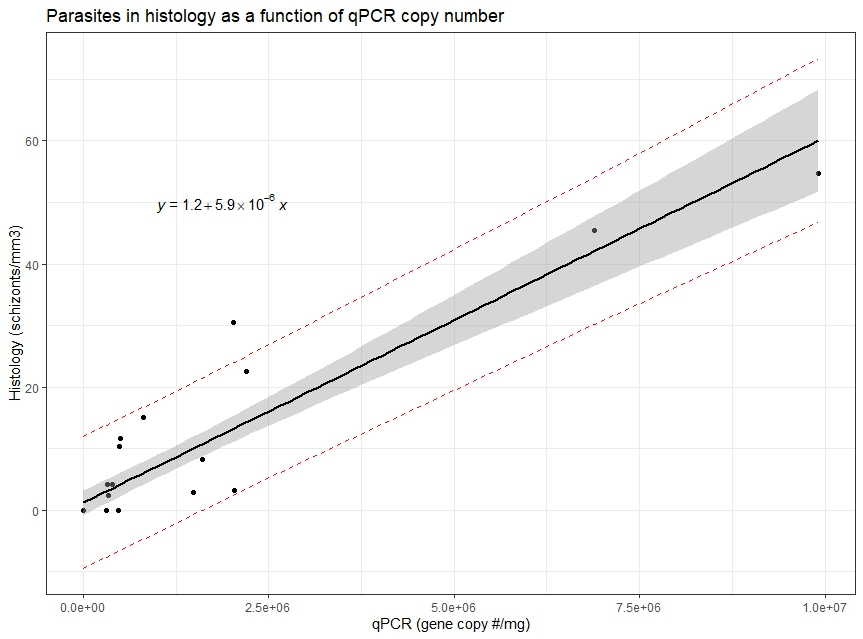 Parasites in histology as a function of qPCR copy number
60
y = 1.2+5.9×10⁻⁶ x
40
Histology (schizonts/mm3)
20
0
0.0e+00 2.5e+06 5.0e+06 7.5e+06 1.0e+07
qPCR (gene copy #/mg)